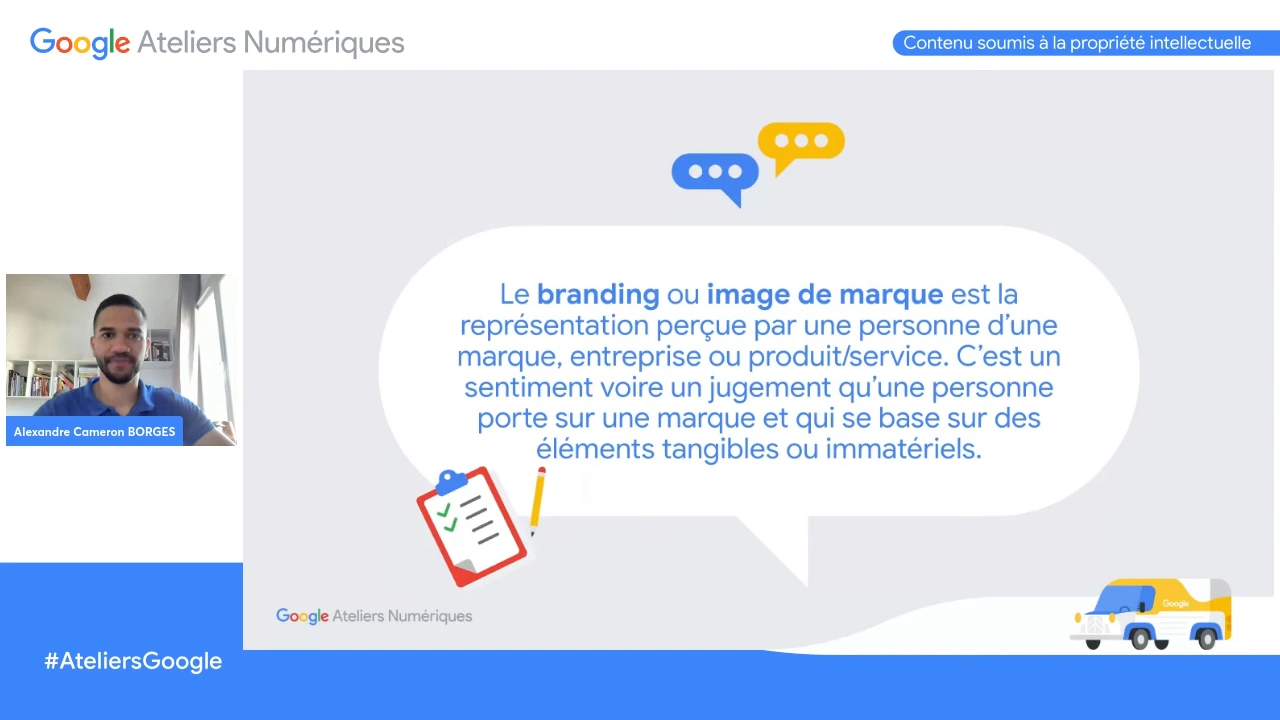 Google Ateliers Numériques
Contenu soumis à la propriété intellectuelle
Le branding ou image de marque est la
représentation perçue par une personne d’une
marque, entreprise ou produit/service. C’est un
sentiment voire un jugement qu’une personne
porte sur une marque et qui se base sur des
éléments tangibles ou immatériels.
Alexandre Cameron BORGES
Google
Google Ateliers Numériques
#AteliersGoogle